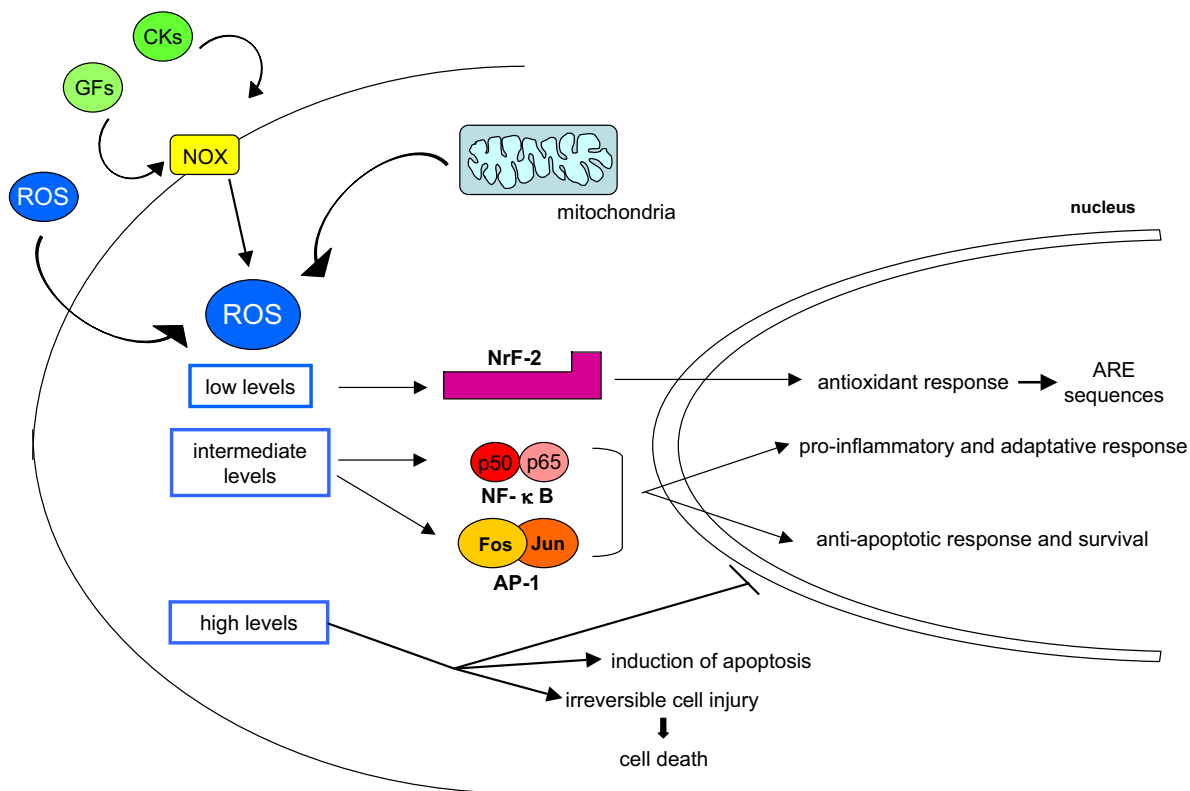 CKs
GFs
NOX
ROS
mitochondria
nucleus
ROS
NrF-2
low levels
antioxidant response
ARE
sequences
intermediate
levels
p50 p65
NF- κ B
pro-inflammatory and adaptative response
Fos Jun
AP-1
anti-apoptotic response and survival
high levels
induction of apoptosis
irreversible cell injury
cell death